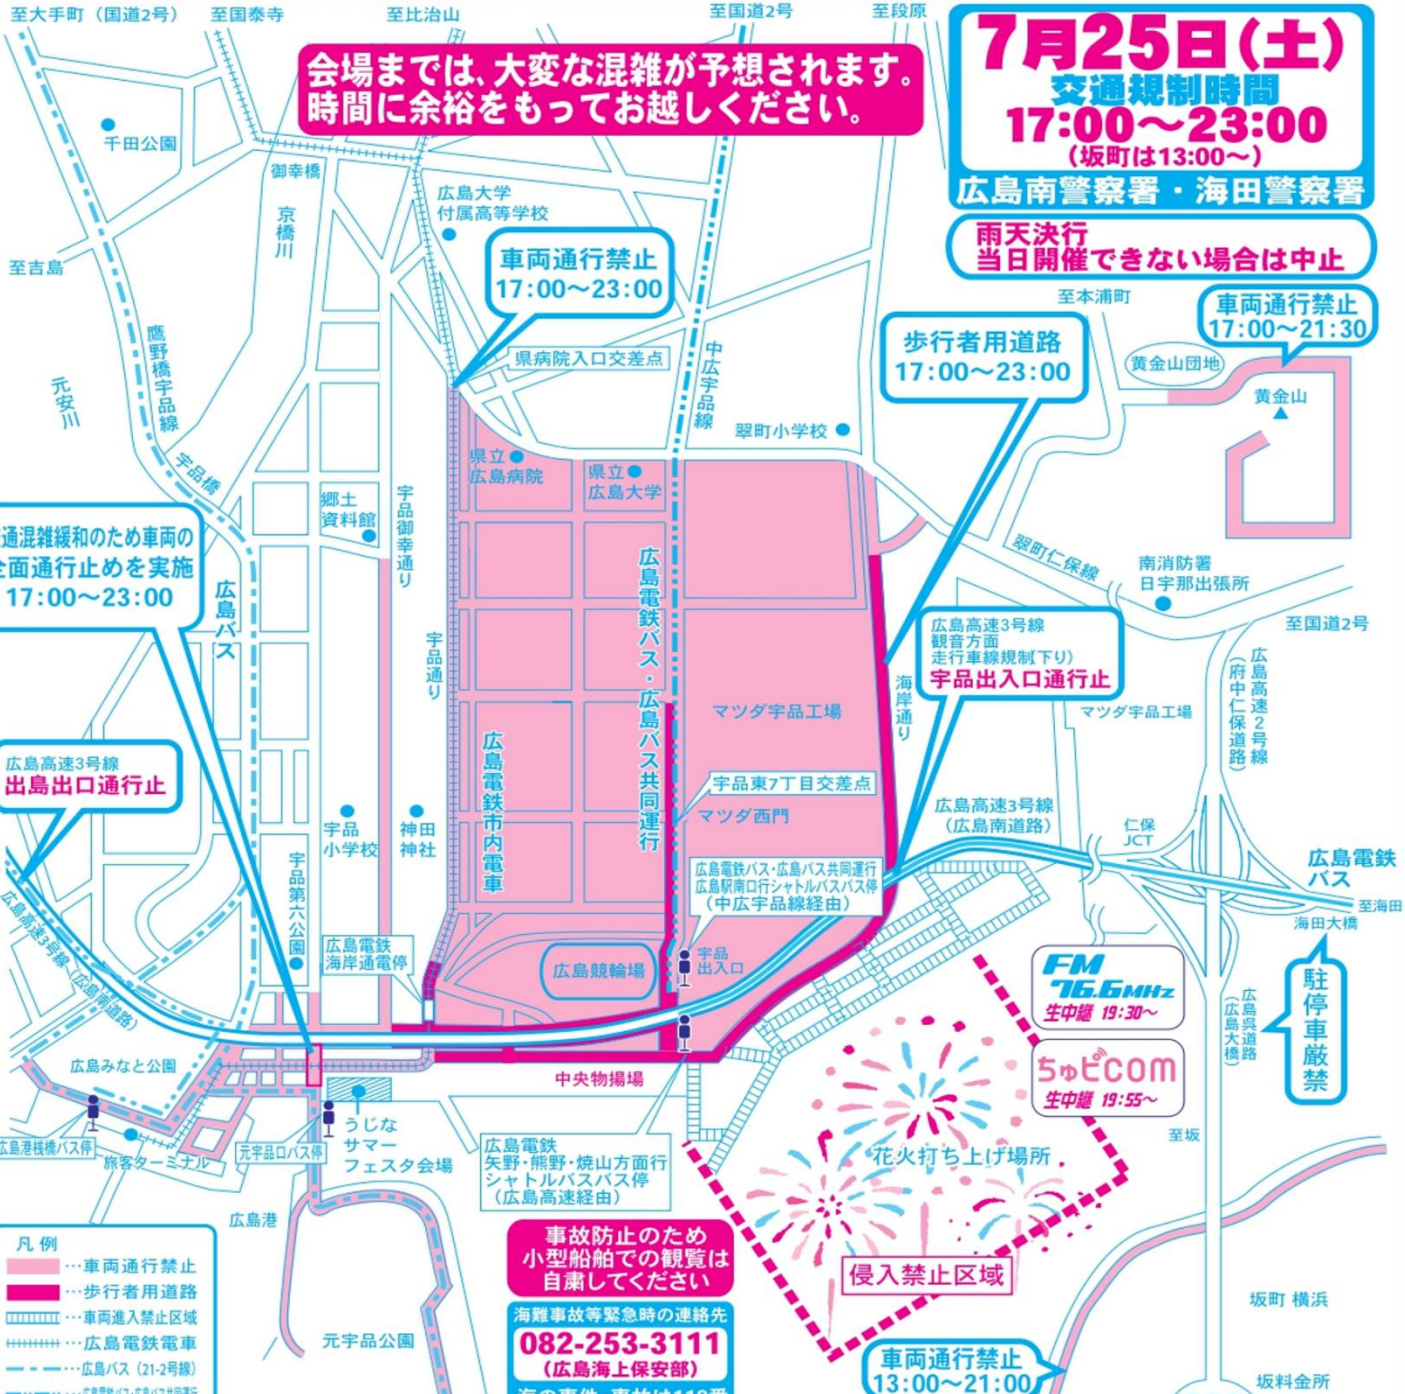 至大手町（国道2号）
至国泰寺
至比治山
至国道2号
至段原
会場までは、大変な混雑が予想されます。
時間に余裕をもってお越しください。
7月25日（土）
交通規制時間
17:00〜23:00
（坂町は13:00〜）
広島南警察署・海田警察署
雨天決行
当日開催できない場合は中止
千田公園
御幸橋
京橋川
広島大学
付属高等学校
至吉島
車両通行禁止
17:00〜23:00
県病院入口交差点
鷹野橋宇品線
元安川
中広宇品線
歩行者用道路
17:00〜23:00
至本浦町
車両通行禁止
17:00〜21:30
黄金山団地
黄金山
翠町小学校
県立
広島病院
県立
広島大学
宇品橋
郷土
資料館
宇品御幸通り
通混雑緩和のため車両の
全面通行止めを実施
17:00〜23:00
広島バス
宇品通り
広島電鉄バス・広島バス共同運行
翠町仁保線
南消防署
日宇那出張所
至国道2号
広島高速3号線
観音方面
走行車線規制(下り)
宇品出入口通行止
海岸通り
マツダ宇品工場
マツダ宇品工場
広島高速2号線
（府中仁保道路）
広島高速3号線
出島出口通行止
広島電鉄市内電車
宇品東7丁目交差点
マツダ西門
宇品
小学校
神田
神社
宇品第六公園
広島高速3号線
（広島南道路）
仁保
JCT
広島電鉄
バス
至海田
海田大橋
広島電鉄バス・広島バス共同運行
広島駅南口行シャトルバスバス停
（中広宇品線経由）
広島高速3号線（広島南道路）
広島電鉄
海岸通電停
広島競輪場
宇品
出入口
FM
76.6MHz
生中継 19:30〜
ちゅピCOM
生中継 19:55〜
広島呉道路
（広島大橋）
駐停車厳禁
広島みなと公園
中央物揚場
うじな
サマー
フェスタ会場
広島港桟橋バス停
旅客ターミナル
元宇品口バス停
広島電鉄
矢野・熊野・焼山方面行
シャトルバスバス停
（広島高速経由）
花火打ち上げ場所
至坂
広島港
侵入禁止区域
事故防止のため
小型船舶での観覧は
自粛してください
海難事故等緊急時の連絡先
082-253-3111
（広島海上保安部）
海の事件・事故は118番
凡例
…車両通行禁止
…歩行者用道路
…車両進入禁止区域
…広島電鉄電車
…広島バス（21-2号線）
…広島電鉄バス・広島バス共同運行
元宇品公園
坂町 横浜
車両通行禁止
13:00〜21:00
坂料金所